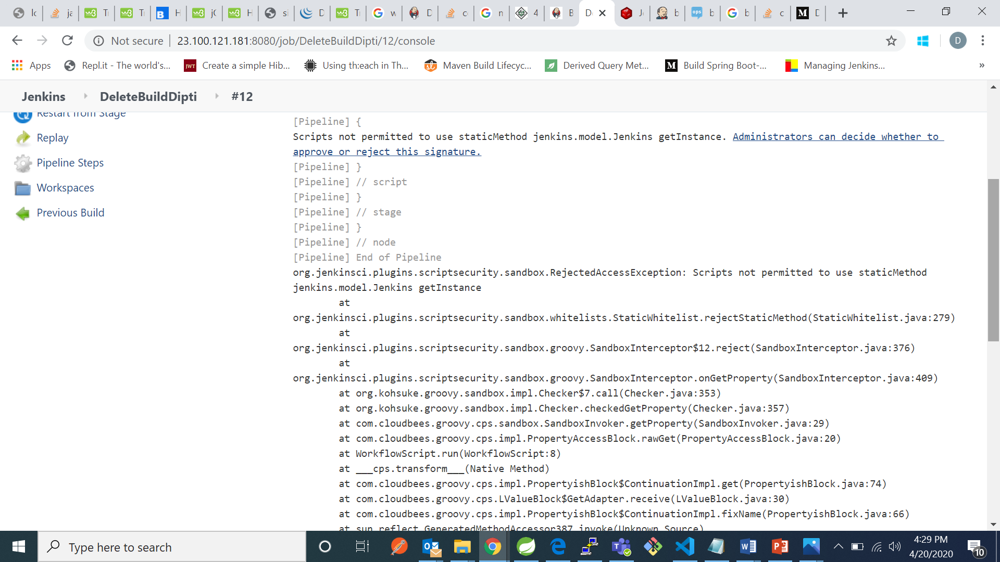 lo
ja
Tr
Tr
H
jQ
H
si
D
Tr
w
D
co
n
4
B
De
Je
b
b
b
c
D
Not secure
23.100.121.181:8080/job/DeleteBuildDipti/12/console
D
Apps
Repl.it - The world's...
JWT
Create a simple Hib...
Using th:each in Th...
Maven Build Lifecyc...
Derived Query Met...
Build Spring Boot-...
Managing Jenkins...
»
Jenkins
DeleteBuildDipti
#12
Restart from Stage
Replay
Pipeline Steps
Workspaces
Previous Build
[Pipeline] {
Scripts not permitted to use staticMethod jenkins.model.Jenkins getInstance. Administrators can decide whether to
approve or reject this signature.
[Pipeline] }
[Pipeline] // script
[Pipeline] }
[Pipeline] // stage
[Pipeline] }
[Pipeline] // node
[Pipeline] End of Pipeline
org.jenkinsci.plugins.scriptsecurity.sandbox.RejectedAccessException: Scripts not permitted to use staticMethod
jenkins.model.Jenkins getInstance
at
org.jenkinsci.plugins.scriptsecurity.sandbox.whitelists.StaticWhitelist.rejectStaticMethod(StaticWhitelist.java:279)
at
org.jenkinsci.plugins.scriptsecurity.sandbox.groovy.SandboxInterceptor$12.reject(SandboxInterceptor.java:376)
at
org.jenkinsci.plugins.scriptsecurity.sandbox.groovy.SandboxInterceptor.onGetProperty(SandboxInterceptor.java:409)
at org.kohsuke.groovy.sandbox.impl.Checker$7.call(Checker.java:353)
at org.kohsuke.groovy.sandbox.impl.Checker.checkedGetProperty(Checker.java:357)
at com.cloudbees.groovy.cps.sandbox.SandboxInvoker.getProperty(SandboxInvoker.java:29)
at com.cloudbees.groovy.cps.impl.PropertyAccessBlock.rawGet(PropertyAccessBlock.java:20)
at WorkflowScript.run(WorkflowScript:8)
at ___cps.transform___(Native Method)
at com.cloudbees.groovy.cps.impl.PropertyishBlock$ContinuationImpl.get(PropertyishBlock.java:74)
at com.cloudbees.groovy.cps.LValueBlock$GetAdapter.receive(LValueBlock.java:30)
at com.cloudbees.groovy.cps.impl.PropertyishBlock$ContinuationImpl.fixName(PropertyishBlock.java:66)
at sun.reflect.GeneratedMethodAccessor387.invoke(Unknown Source)
Type here to search
4:29 PM
4/20/2020
10